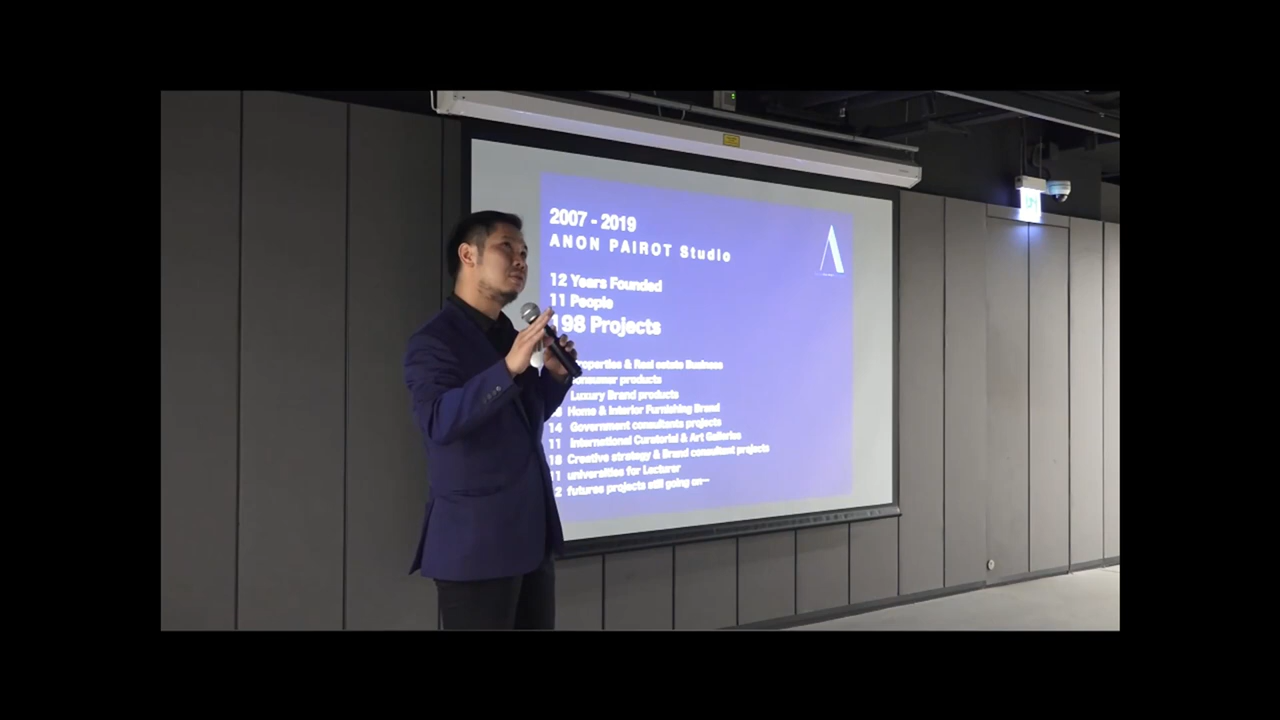 2007 - 2019
ANON PAIROT Studio
12 Years Founded
11 People
198 Projects
Properties & Real estate Business
Consumer products
Luxury Brand products
Home & Interior Furnishing Brand
14 Government consultants projects
11 International Curatorial & Art Galleries
18 Creative strategy & Brand consultant projects
universities for Lecturer
futures projects still going on--